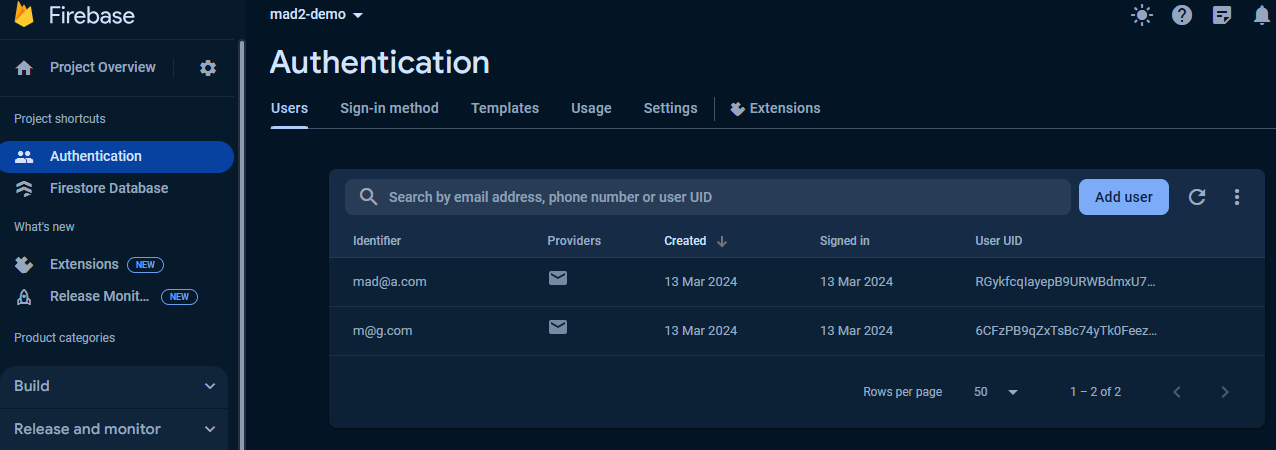 Firebase
Project Overview
Project shortcuts
Authentication
Firestore Database
What's new
Extensions NEW
Release Monit... NEW
Product categories
Build
Release and monitor
mad2-demo
Authentication
Users Sign-in method Templates Usage Settings Extensions
Search by email address, phone number or user UID Add user
Identifier Providers Created Signed in User UID
mad@a.com 13 Mar 2024 13 Mar 2024 RGykfcqIayepB9URWBdmxU7...
m@g.com 13 Mar 2024 13 Mar 2024 6CFzPB9qZxTsBc74yTk0Feez...
Rows per page 50 1 – 2 of 2